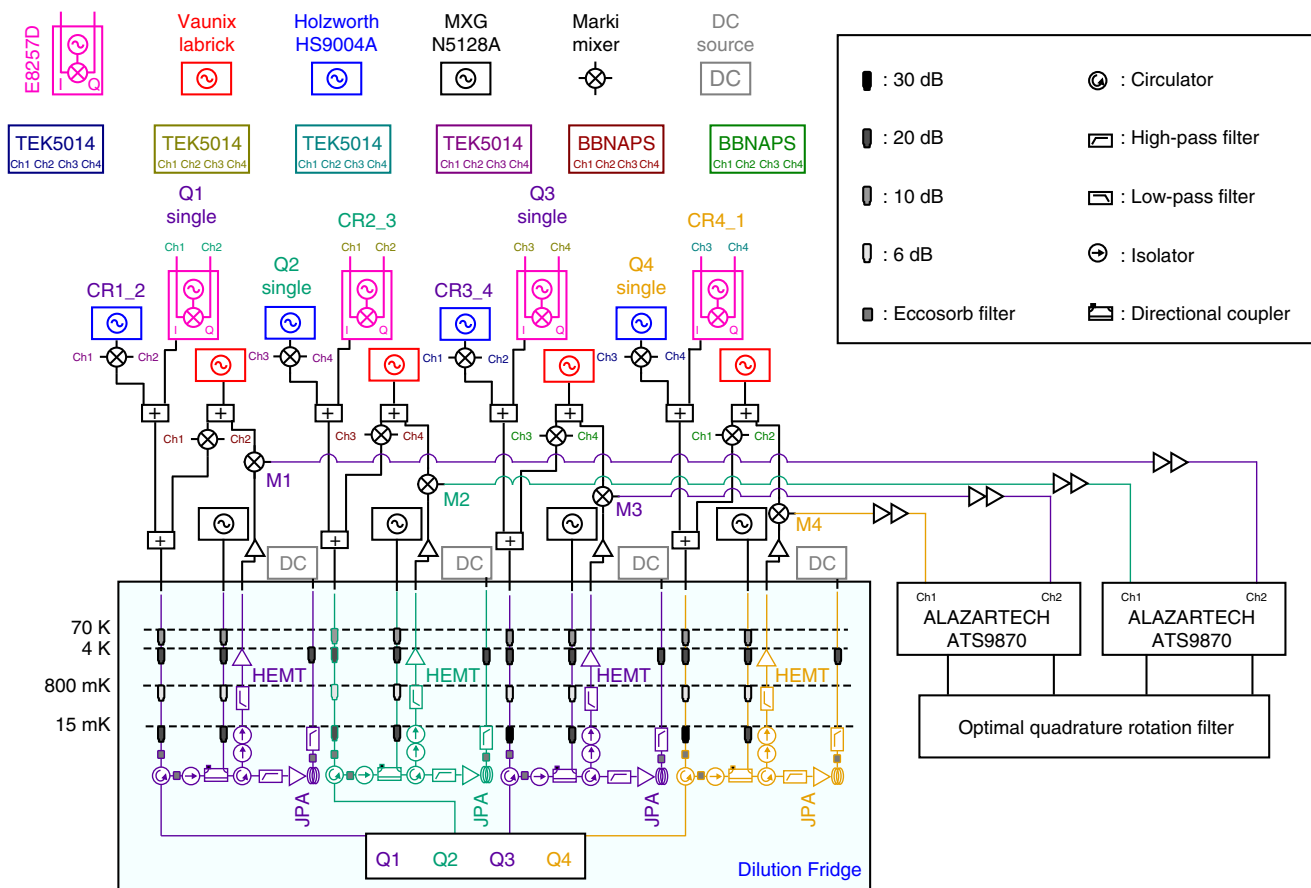 E8257D
I Q
Vaunix
labrick
Holzworth
HS9004A
MXG
N5128A
Marki
mixer
DC
source
DC
TEK5014
Ch1 Ch2 Ch3 Ch4
TEK5014
Ch1 Ch2 Ch3 Ch4
TEK5014
Ch1 Ch2 Ch3 Ch4
TEK5014
Ch1 Ch2 Ch3 Ch4
BBNAPS
Ch1 Ch2 Ch3 Ch4
BBNAPS
Ch1 Ch2 Ch3 Ch4
: 30 dB
: Circulator
: 20 dB
: High-pass filter
: 10 dB
: Low-pass filter
: 6 dB
: Isolator
: Eccosorb filter
: Directional coupler
Q1
single
CR2_3
Q3
single
CR4_1
Ch1 Ch2
Ch1 Ch2
Ch3 Ch4
Ch3 Ch4
CR1_2
Q2
single
CR3_4
Q4
single
I Q
I Q
I Q
I Q
Ch1 Ch2
Ch3 Ch4
Ch1 Ch2
Ch3 Ch4
+ + + +
+ + + +
Ch1 Ch2
Ch3 Ch4
Ch3 Ch4
Ch1 Ch2
M1
M2
M3
M4
+ + + +
DC
DC
DC
DC
Ch1 Ch2
ALAZARTECH
ATS9870
Ch1 Ch2
ALAZARTECH
ATS9870
Optimal quadrature rotation filter
70 K
4 K
800 mK
15 mK
HEMT
HEMT
HEMT
HEMT
JPA
JPA
JPA
JPA
Q1 Q2 Q3 Q4
Dilution Fridge